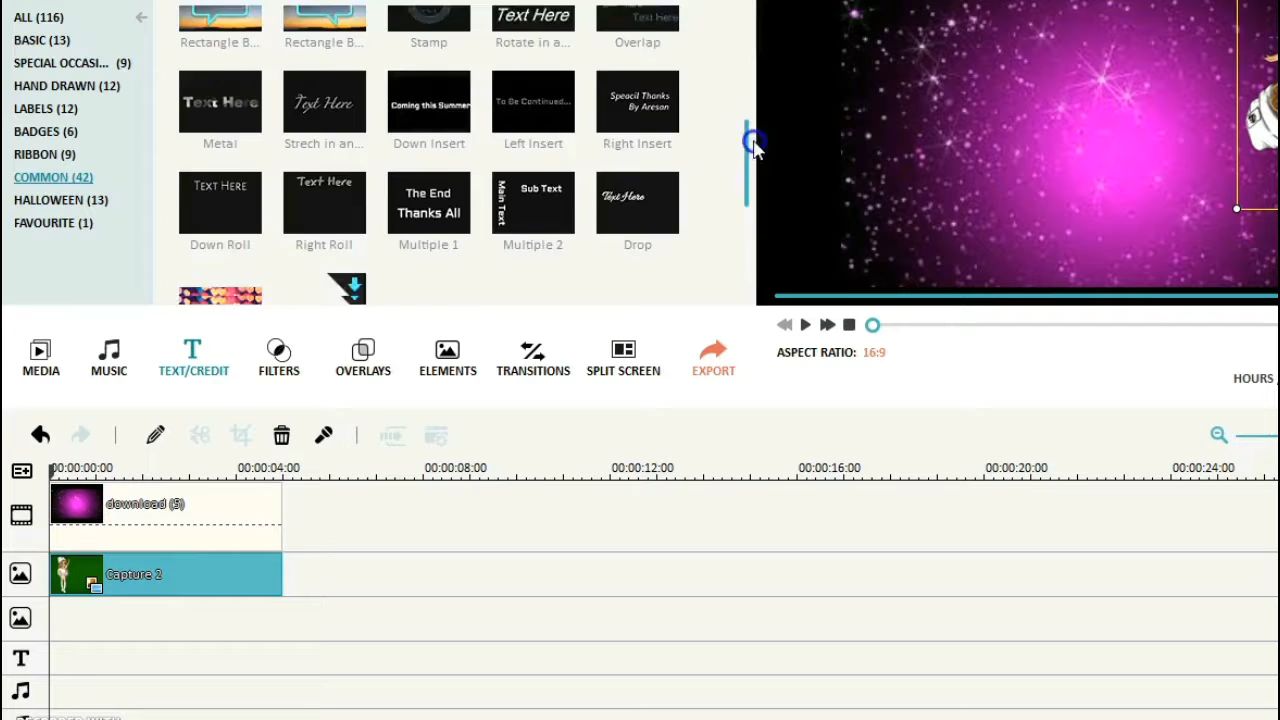 ALL (116)
BASIC (13)
SPECIAL OCCASI... (9)
HAND DRAWN (12)
LABELS (12)
BADGES (6)
RIBBON (9)
COMMON (42)
HALLOWEEN (13)
FAVOURITE (1)
Text Here
Text Here
Rectangle B...
Rectangle B...
Stamp
Rotate in a...
Overlap
Text Here
Text Here
Coming this Summer
To Be Continued...
Speacil Thanks
By Areson
Metal
Strech in an...
Down Insert
Left Insert
Right Insert
Text Here
Text Here
The End
Thanks All
Main Text
Sub Text
Text Here
Down Roll
Right Roll
Multiple 1
Multiple 2
Drop
MEDIA
MUSIC
TEXT/CREDIT
FILTERS
OVERLAYS
ELEMENTS
TRANSITIONS
SPLIT SCREEN
EXPORT
ASPECT RATIO: 16:9
HOURS
00:00:00:00
00:00:04:00
00:00:08:00
00:00:12:00
00:00:16:00
00:00:20:00
00:00:24:00
download (5)
Capture 2
RECORDED WITH